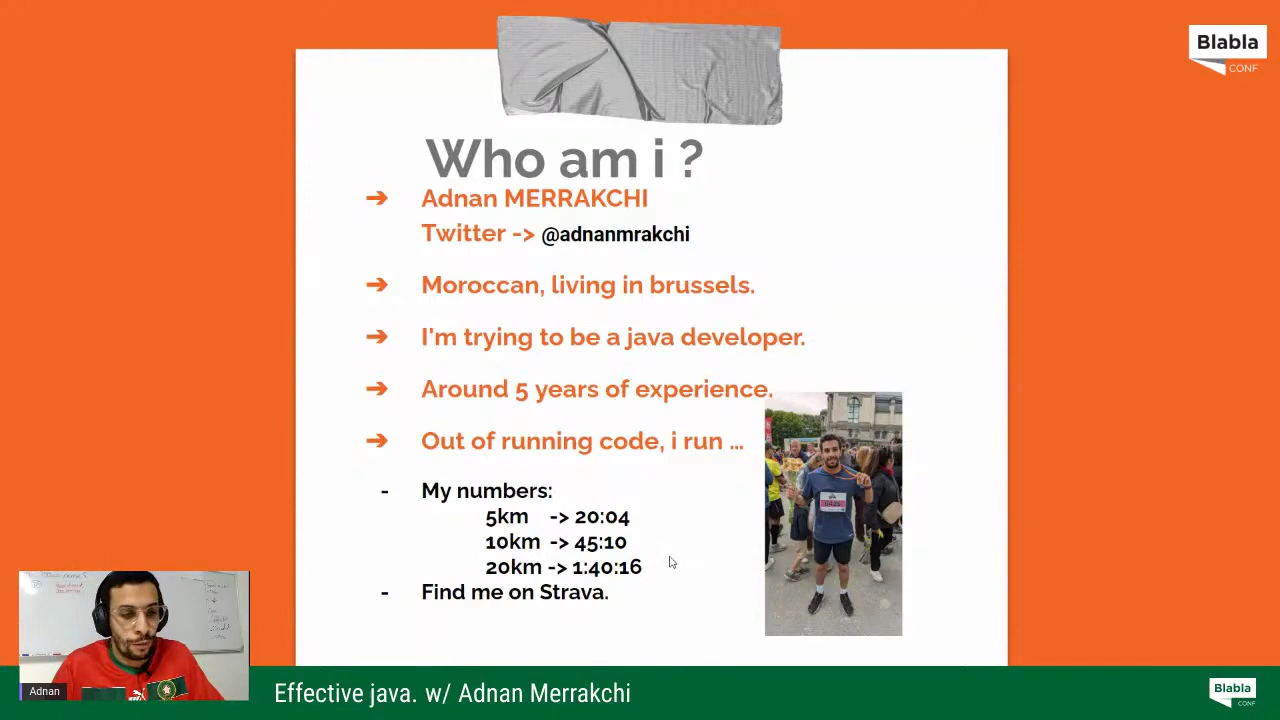 Blabla
CONF
Who am i ?
➔ Adnan MERRAKCHI
Twitter -> @adnanmrakchi
➔ Moroccan, living in brussels.
➔ I'm trying to be a java developer.
➔ Around 5 years of experience.
➔ Out of running code, i run ...
- My numbers:
5km -> 20:04
10km -> 45:10
20km -> 1:40:16
- Find me on Strava.
Adnan
Effective java. w/ Adnan Merrakchi
Blabla
CONF